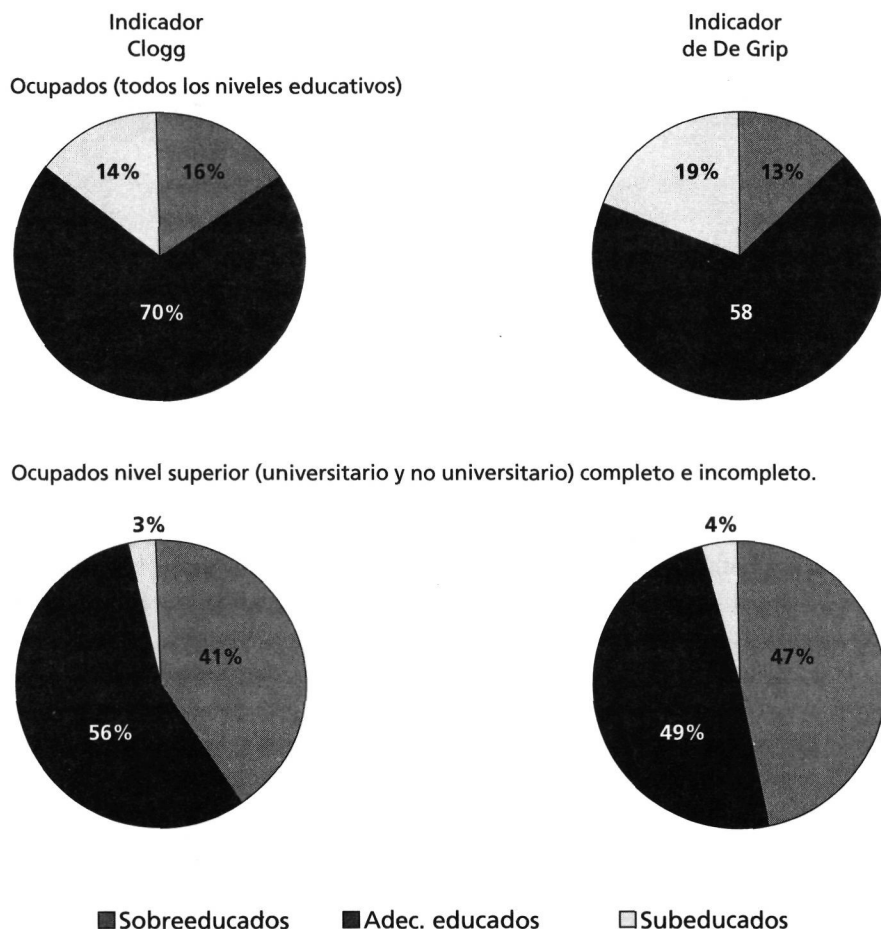 Indicador
Clogg
Indicador
de De Grip
Ocupados (todos los niveles educativos)
14%
16%
70%
19%
13%
58
Ocupados nivel superior (universitario y no universitario) completo e incompleto.
3%
41%
56%
4%
47%
49%
Sobreeducados
Adec. educados
Subeducados